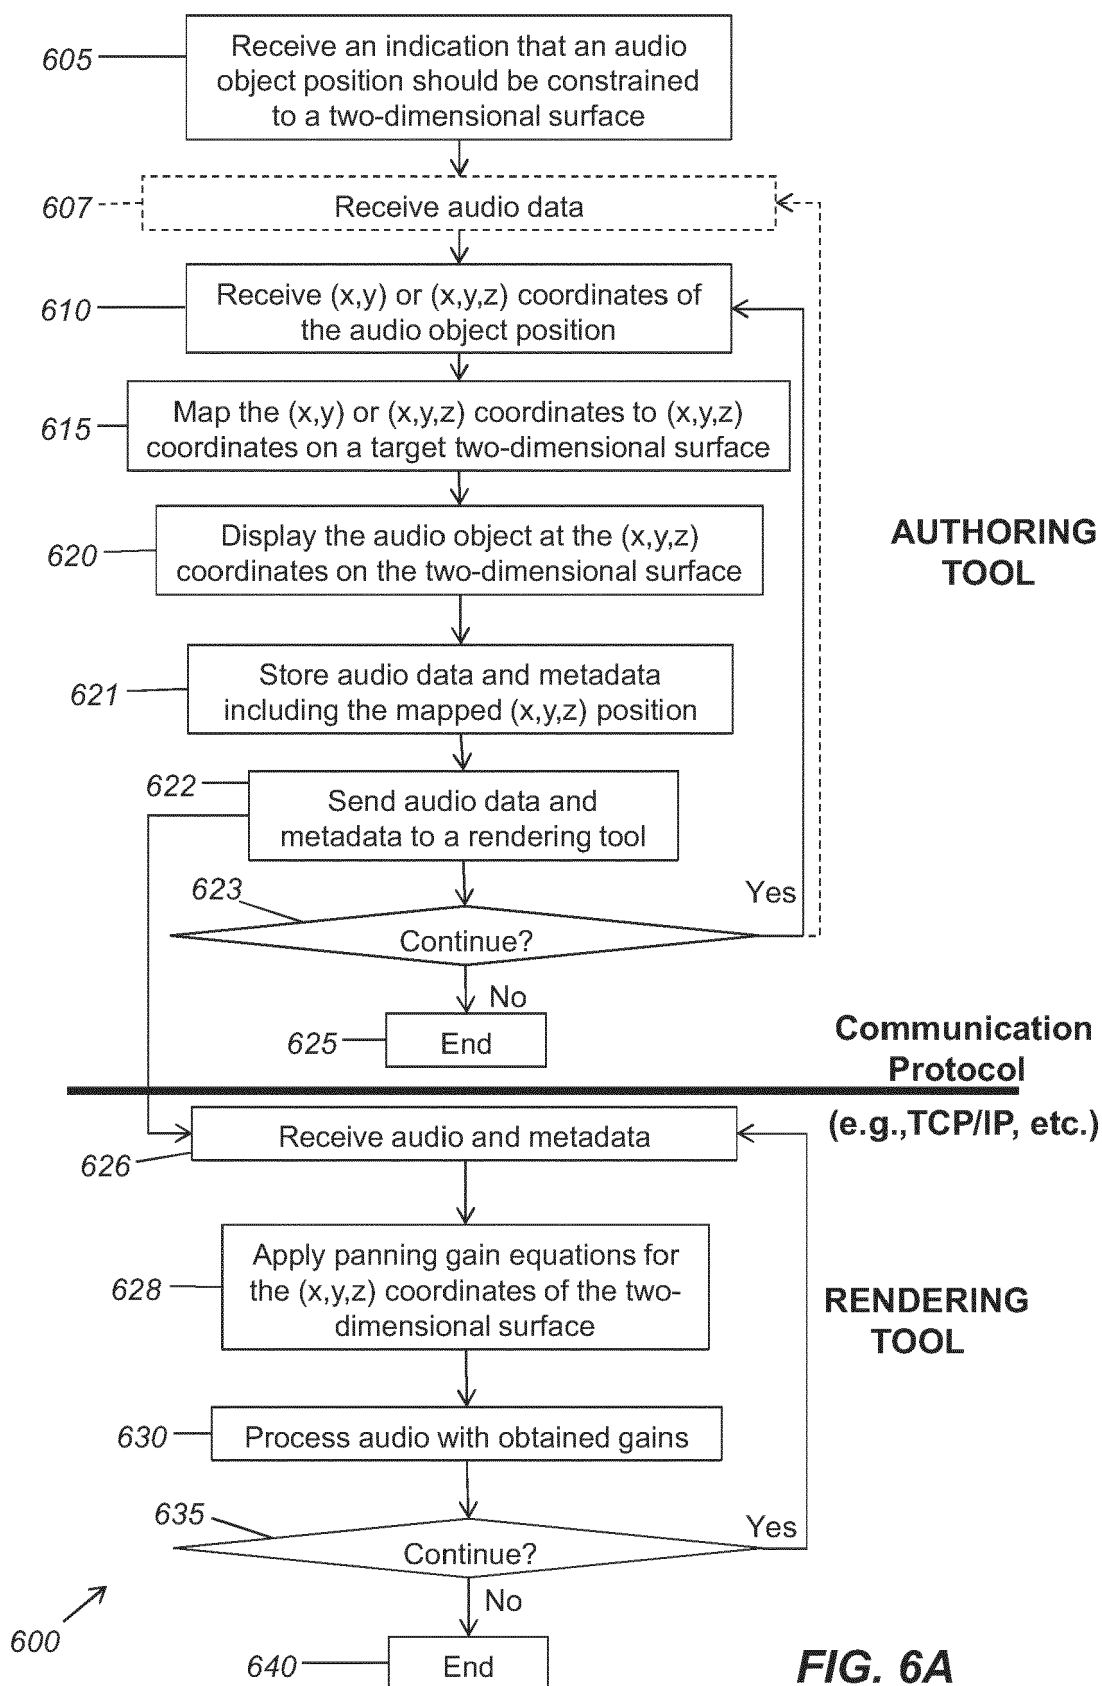 605
Receive an indication that an audio
object position should be constrained
to a two-dimensional surface
607
Receive audio data
610
Receive (x,y) or (x,y,z) coordinates of
the audio object position
615
Map the (x,y) or (x,y,z) coordinates to (x,y,z)
coordinates on a target two-dimensional surface
620
Display the audio object at the (x,y,z)
coordinates on the two-dimensional surface
AUTHORING
TOOL
621
Store audio data and metadata
including the mapped (x,y,z) position
622
Send audio data and
metadata to a rendering tool
623
Continue?
Yes
No
625
End
Communication
Protocol
(e.g.,TCP/IP, etc.)
626
Receive audio and metadata
628
Apply panning gain equations for
the (x,y,z) coordinates of the two-
dimensional surface
RENDERING
TOOL
630
Process audio with obtained gains
635
Continue?
Yes
No
600
640
End
FIG. 6A